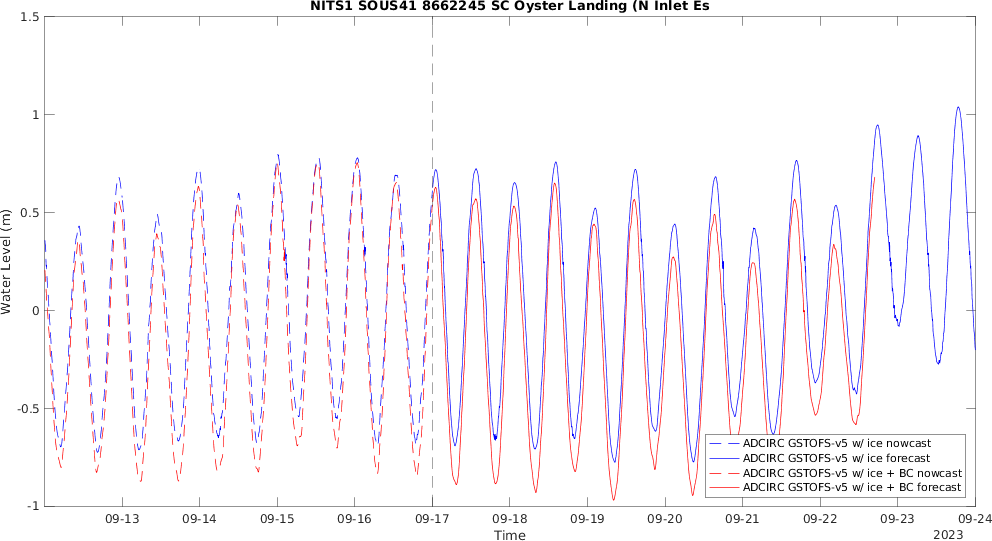 NITS1 SOUS41 8662245 SC Oyster Landing (N Inlet Es
1.5
1
0.5
0
-0.5
-1
Water Level (m)
ADCIRC GSTOFS-v5 w/ ice nowcast
ADCIRC GSTOFS-v5 w/ ice forecast
ADCIRC GSTOFS-v5 w/ ice + BC nowcast
ADCIRC GSTOFS-v5 w/ ice + BC forecast
09-13 09-14 09-15 09-16 09-17 09-18 09-19 09-20 09-21 09-22 09-23 09-24
Time
2023